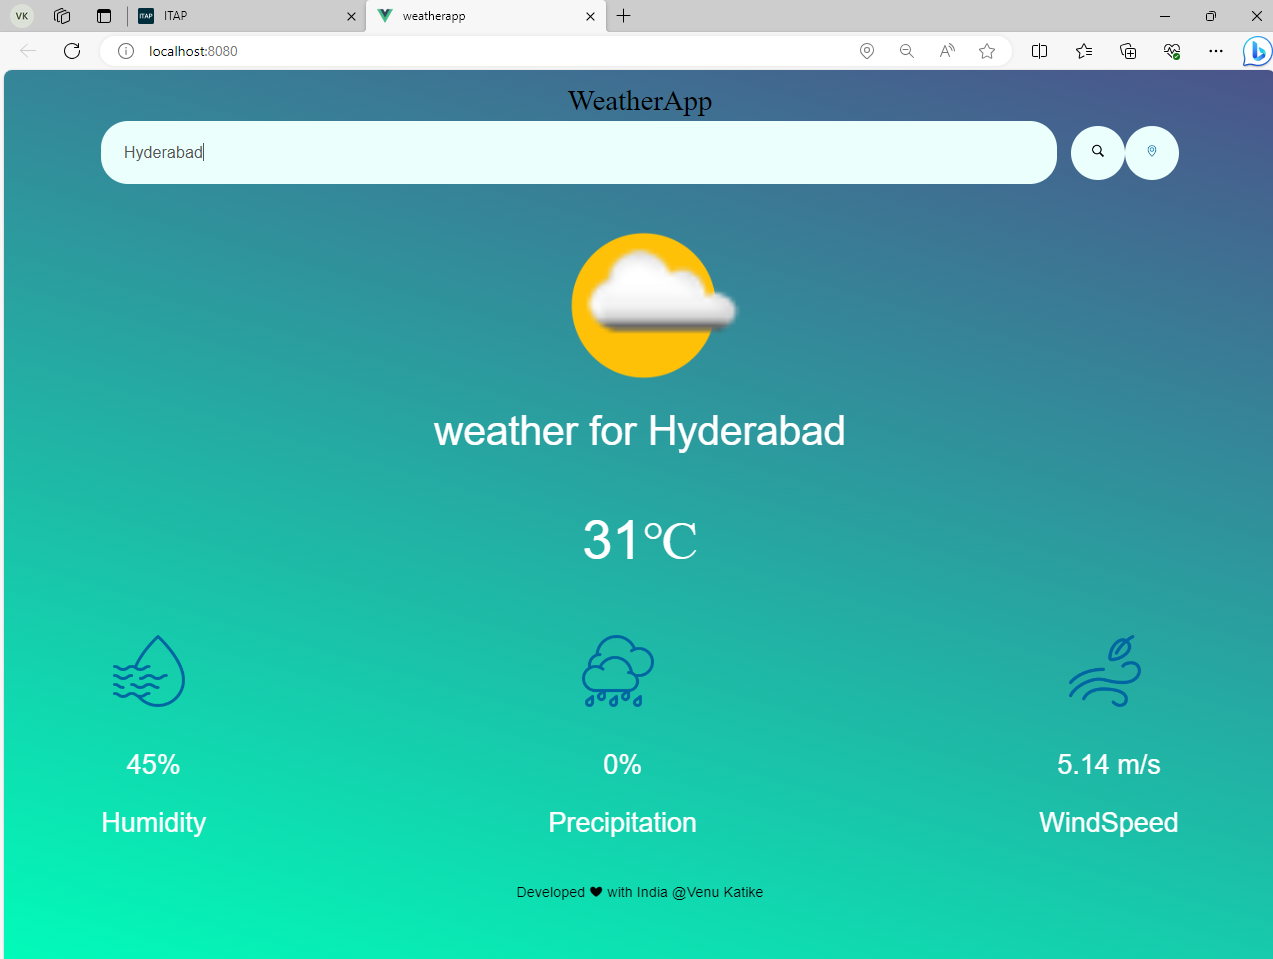 VK
ITAP
ITAP
weatherapp
localhost:8080
WeatherApp
Hyderabad
weather for Hyderabad
31℃
45%
0%
5.14 m/s
Humidity
Precipitation
WindSpeed
Developed ♥ with India @Venu Katike